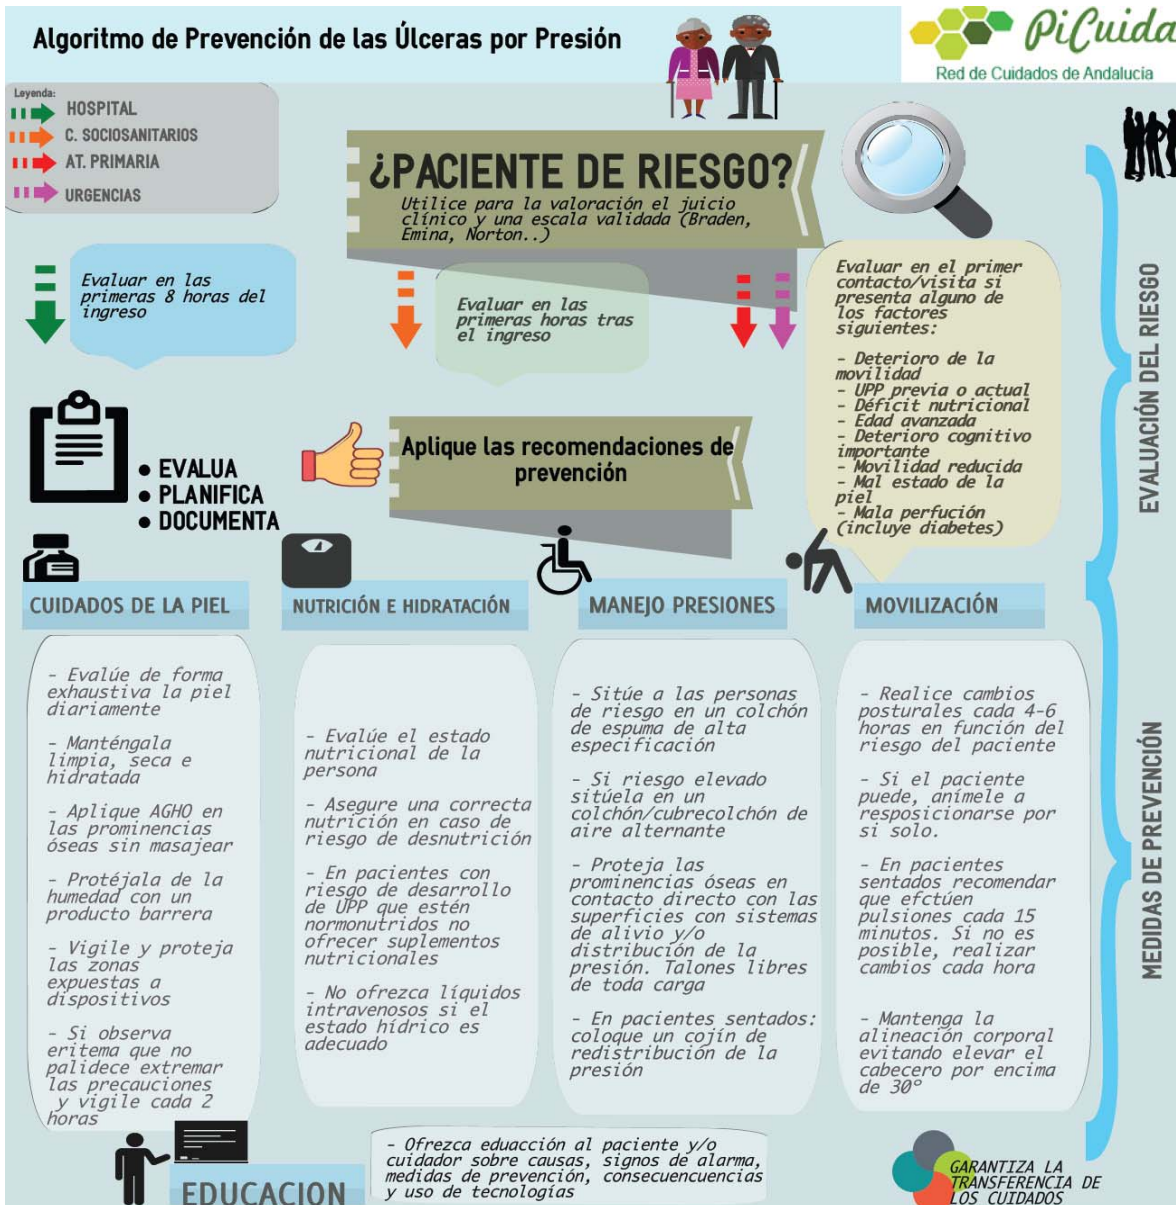 Algoritmo de Prevención de las Úlceras por Presión
PiCuida
Red de Cuidados de Andalucía
Leyenda:
HOSPITAL
C. SOCIOSANITARIOS
AT. PRIMARIA
URGENCIAS
¿PACIENTE DE RIESGO?
Utilice para la valoración el juicio
clínico y una escala validada (Braden,
Emina, Norton..)
Evaluar en las
primeras 8 horas del
ingreso
Evaluar en las
primeras horas tras
el ingreso
Evaluar en el primer
contacto/visita si
presenta alguno de
los factores
siguientes:
- Deterioro de la
movilidad
- UPP previa o actual
- Déficit nutricional
- Edad avanzada
- Deterioro cognitivo
importante
- Movilidad reducida
- Mal estado de la
piel
- Mala perfución
(incluye diabetes)
EVALUACIÓN DEL RIESGO
• EVALUA
• PLANIFICA
• DOCUMENTA
Aplique las recomendaciones de
prevención
CUIDADOS DE LA PIEL
- Evalúe de forma
exhaustiva la piel
diariamente
- Manténgala
limpia, seca e
hidratada
- Aplique AGHO en
las prominencias
óseas sin masajear
- Protéjala de la
humedad con un
producto barrera
- Vigile y proteja
las zonas
expuestas a
dispositivos
- Si observa
eritema que no
palidece extremar
las precauciones
y vigile cada 2
horas
NUTRICIÓN E HIDRATACIÓN
- Evalúe el estado
nutricional de la
persona
- Asegure una correcta
nutrición en caso de
riesgo de desnutrición
- En pacientes con
riesgo de desarrollo
de UPP que estén
normonutridos no
ofrecer suplementos
nutricionales
- No ofrezca líquidos
intravenosos si el
estado hídrico es
adecuado
MANEJO PRESIONES
- Sitúe a las personas
de riesgo en un colchón
de espuma de alta
especificación
- Si riesgo elevado
sitúela en un
colchón/cubrecolchón de
aire alternante
- Proteja las
prominencias óseas en
contacto directo con las
superficies con sistemas
de alivio y/o
distribución de la
presión. Talones libres
de toda carga
- En pacientes sentados:
coloque un cojín de
redistribución de la
presión
MOVILIZACIÓN
- Realice cambios
posturales cada 4-6
horas en función del
riesgo del paciente
- Si el paciente
puede, anímele a
resposicionarse por
si solo.
- En pacientes
sentados recomendar
que efctúen
pulsiones cada 15
minutos. Si no es
posible, realizar
cambios cada hora
- Mantenga la
alineación corporal
evitando elevar el
cabecero por encima
de 30º
MEDIDAS DE PREVENCIÓN
EDUCACION
- Ofrezca eduacción al paciente y/o
cuidador sobre causas, signos de alarma,
medidas de prevención, consecuencuencias
y uso de tecnologías
GARANTIZA LA
TRANSFERENCIA DE
LOS CUIDADOS